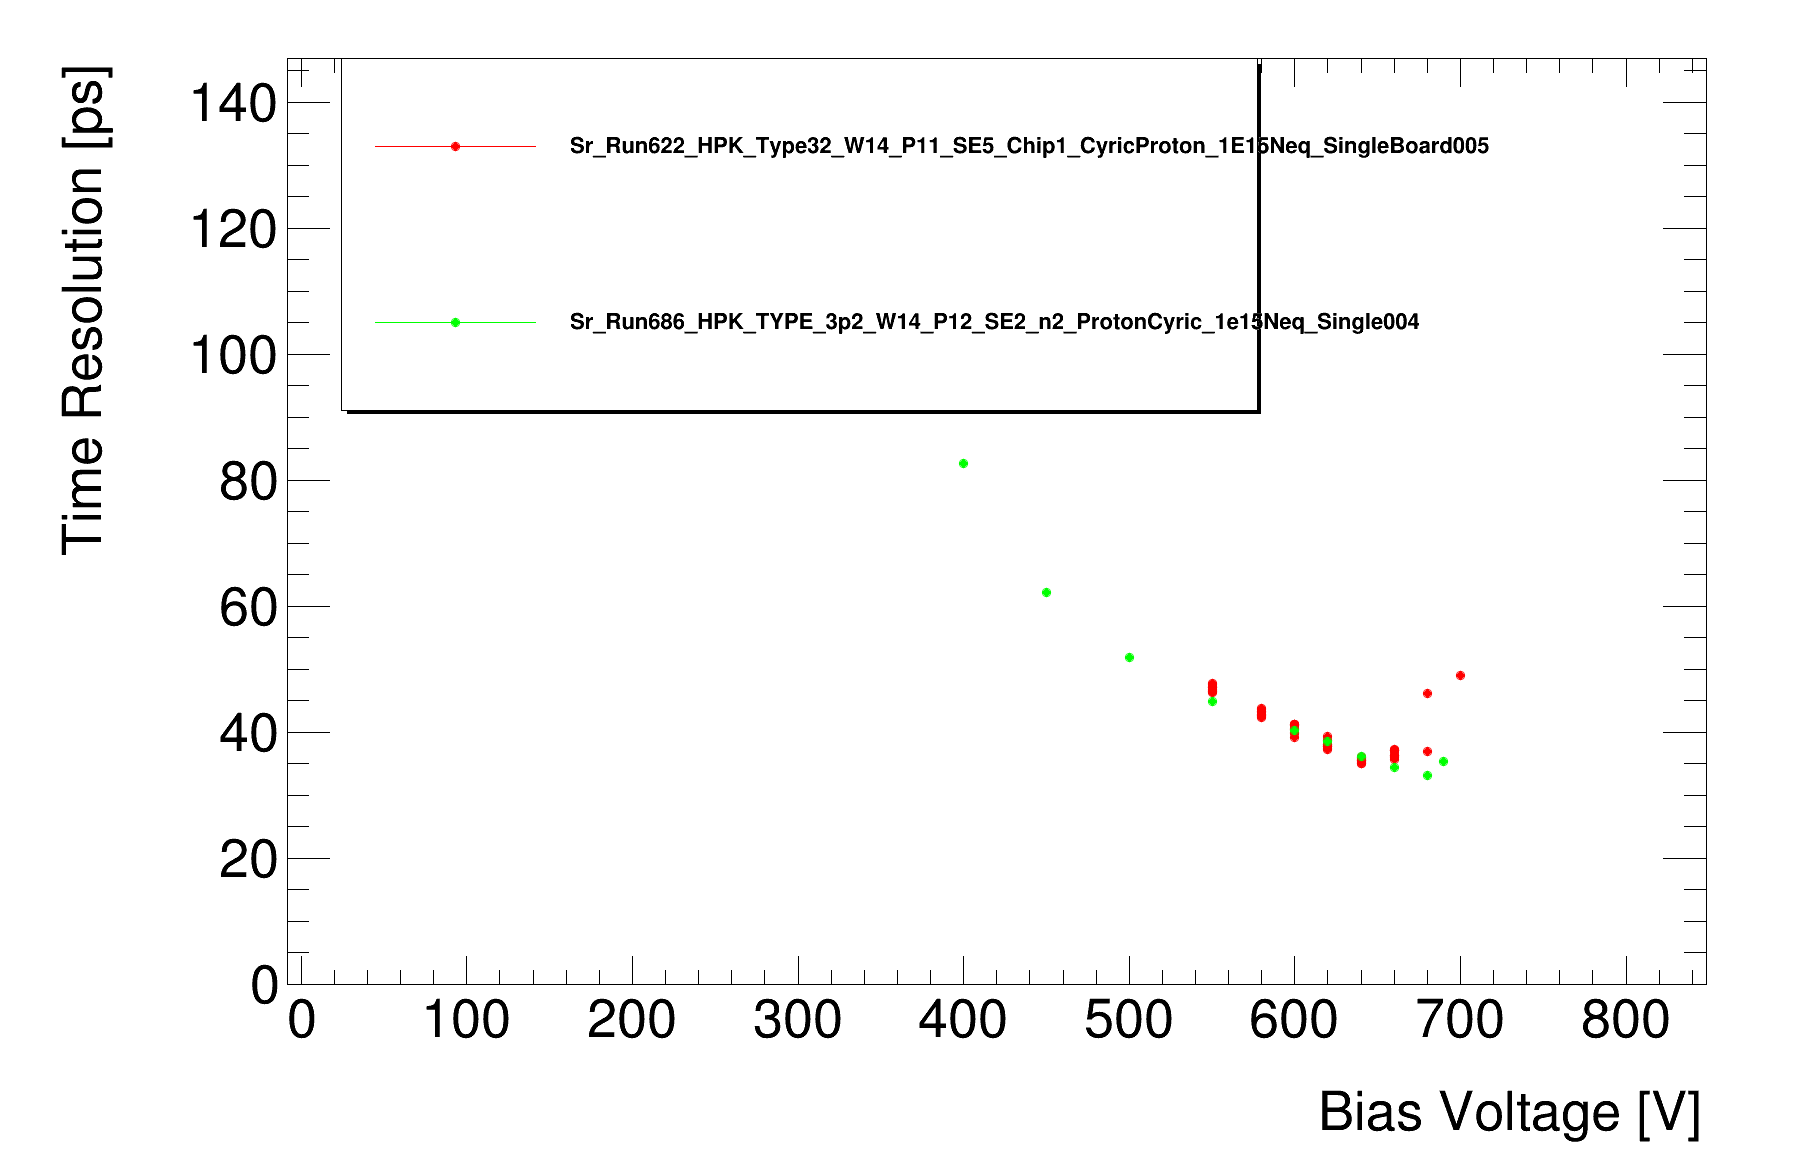 Time Resolution [ps]
140
120
100
80
60
40
20
0
Sr_Run622_HPK_Type32_W14_P11_SE5_Chip1_CyricProton_1E15Neq_SingleBoard005
Sr_Run686_HPK_TYPE_3p2_W14_P12_SE2_n2_ProtonCyric_1e15Neq_Single004
0 100 200 300 400 500 600 700 800
Bias Voltage [V]